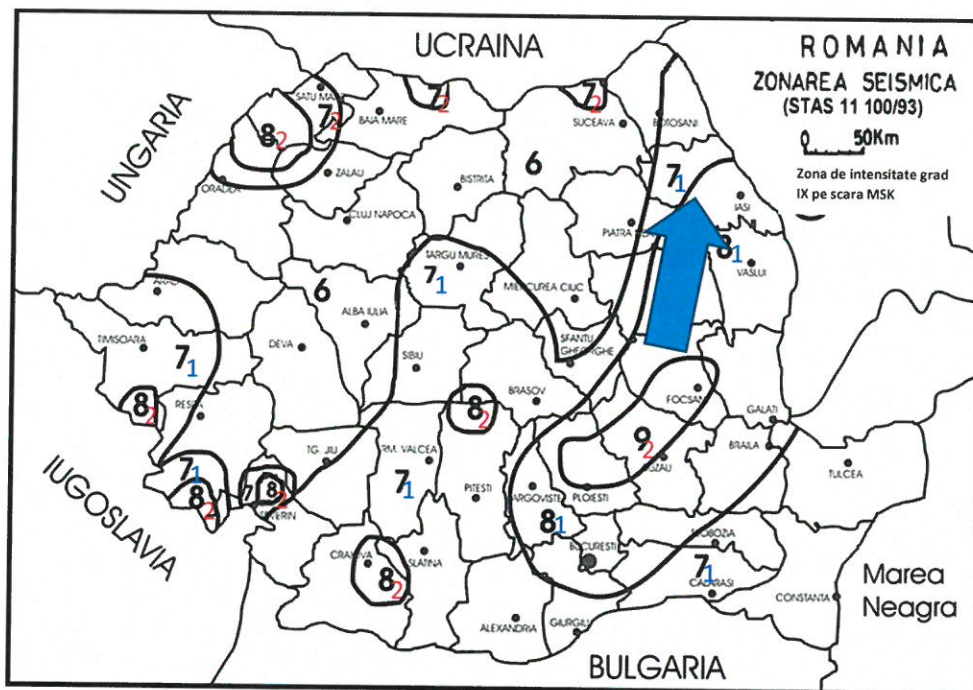 UCRAINA
ROMANIA
ZONAREA SEISMICA
(STAS 11 100/93)
0 50Km
Zona de intensitate grad
IX pe scara MSK
UNGARIA
SATU MARE
7 2
BAIA MARE
7 2
7 2
SUCEAVA
BOTOSANI
8 2
ORADEA
ZALAU
BISTRITA
6
7 1
IASI
CLUJ NAPOCA
PIATRA
8 1
VASLUI
TARGU MURES
7 1
MIERCUREA CIUC
ARAD
6
ALBA IULIA
TIMISOARA
7 1
DEVA
SIBIU
SFANTU
GHEORGHE
BRASOV
FOCSANI
8 2
RESITA
8 2
GALATI
9 2
BUZAU
BRAILA
TULCEA
TG. JIU
RM. VALCEA
7 1
8 2
7
8 2
SEVERIN
7 1
PITESTI
ARGOVISTE
PLOIESTI
8 1
BUCURESTI
SLOBOZIA
7 1
CALARASI
CONSTANTA
IUGOSLAVIA
CRAIOVA
8 2
SLATINA
ALEXANDRIA
GIURGIU
Marea
Neagra
BULGARIA